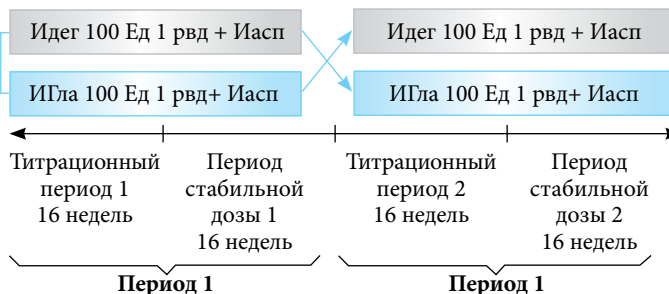 Идег 100 Ед 1 рвд + Иасп
Идег 100 Ед 1 рвд + Иасп
ИГла 100 Ед 1 рвд+ Иасп
ИГла 100 Ед 1 рвд+ Иасп
Титрационный
период 1
16 недель
Период
стабильной
дозы 1
16 недель
Титрационный
период 2
16 недель
Период
стабильной
дозы 2
16 недель
Период 1
Период 1